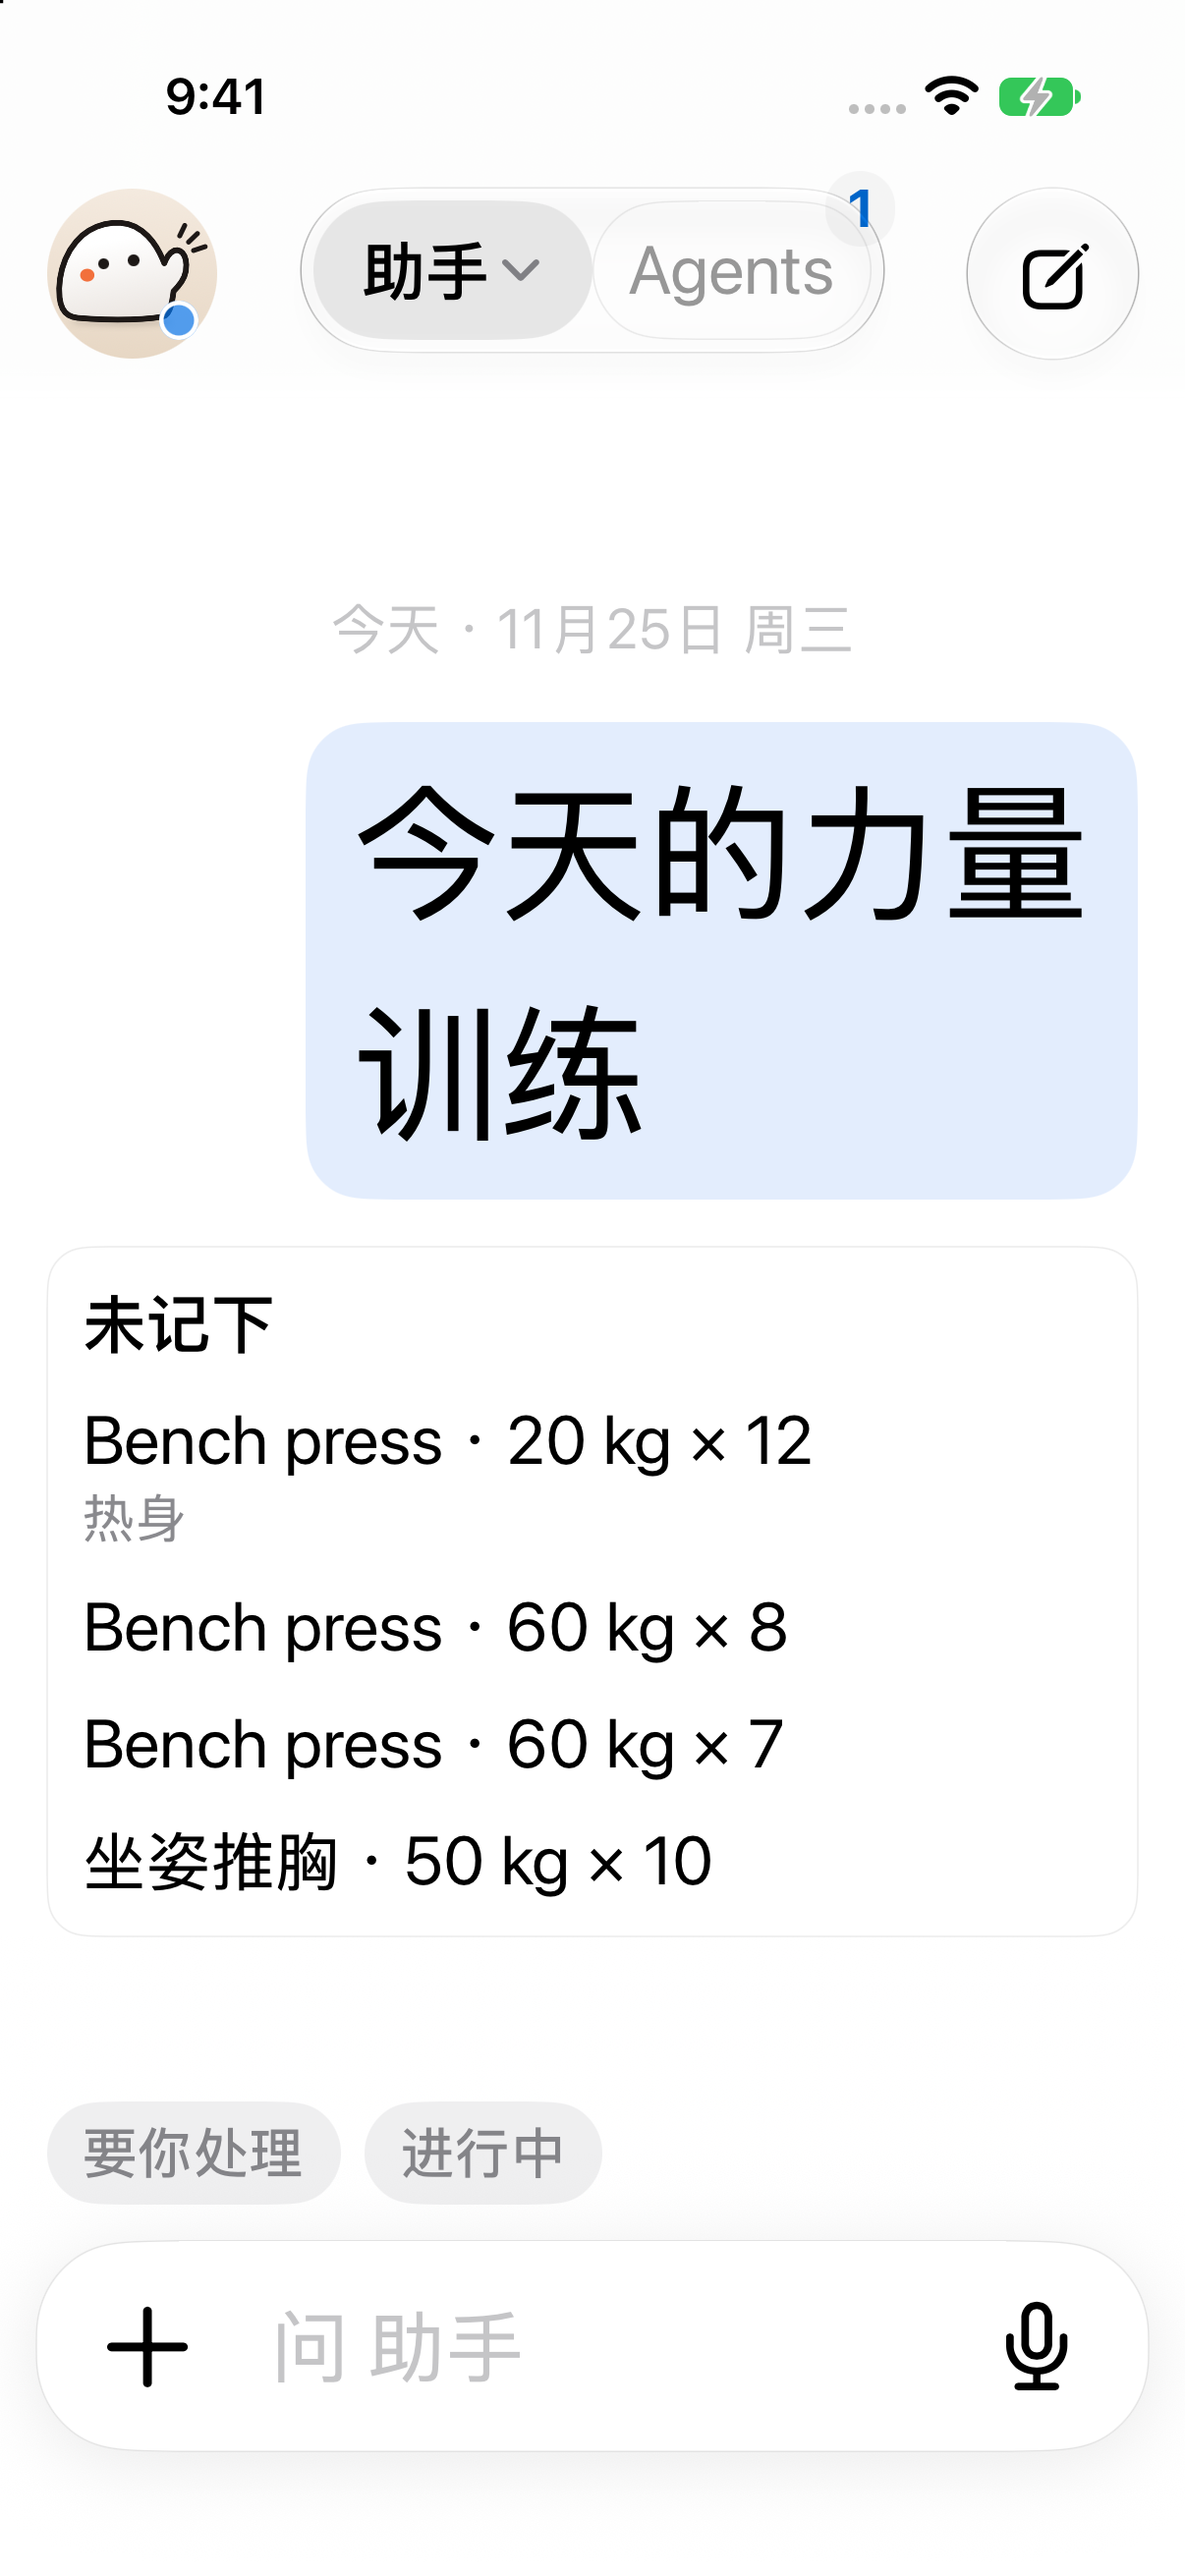 9:41
助手
Agents
1
今天 · 11月25日 周三
今天的力量
训练
未记下
Bench press · 20 kg × 12
热身
Bench press · 60 kg × 8
Bench press · 60 kg × 7
坐姿推胸 · 50 kg × 10
要你处理
进行中
问 助手